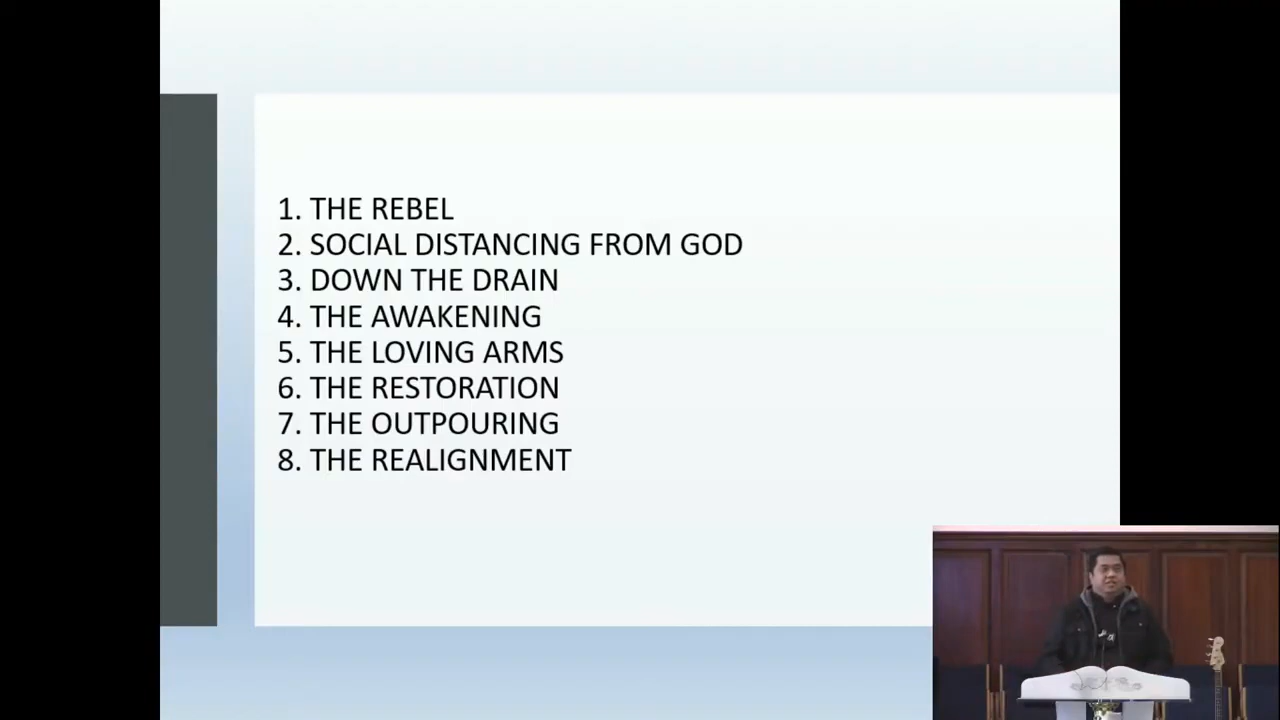 1. THE REBEL
2. SOCIAL DISTANCING FROM GOD
3. DOWN THE DRAIN
4. THE AWAKENING
5. THE LOVING ARMS
6. THE RESTORATION
7. THE OUTPOURING
8. THE REALIGNMENT